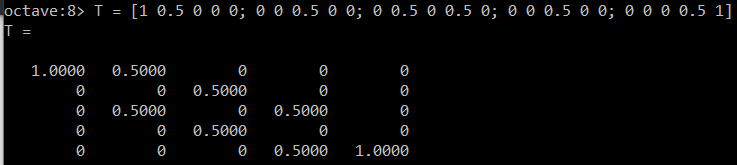 octave:8> T = [1 0.5 0 0 0; 0 0 0.5 0 0; 0 0.5 0 0.5 0; 0 0 0.5 0 0; 0 0 0 0.5 1]
T =
1.0000 0.5000 0 0 0
0 0 0.5000 0 0
0 0.5000 0 0.5000 0
0 0 0.5000 0 0
0 0 0 0.5000 1.0000